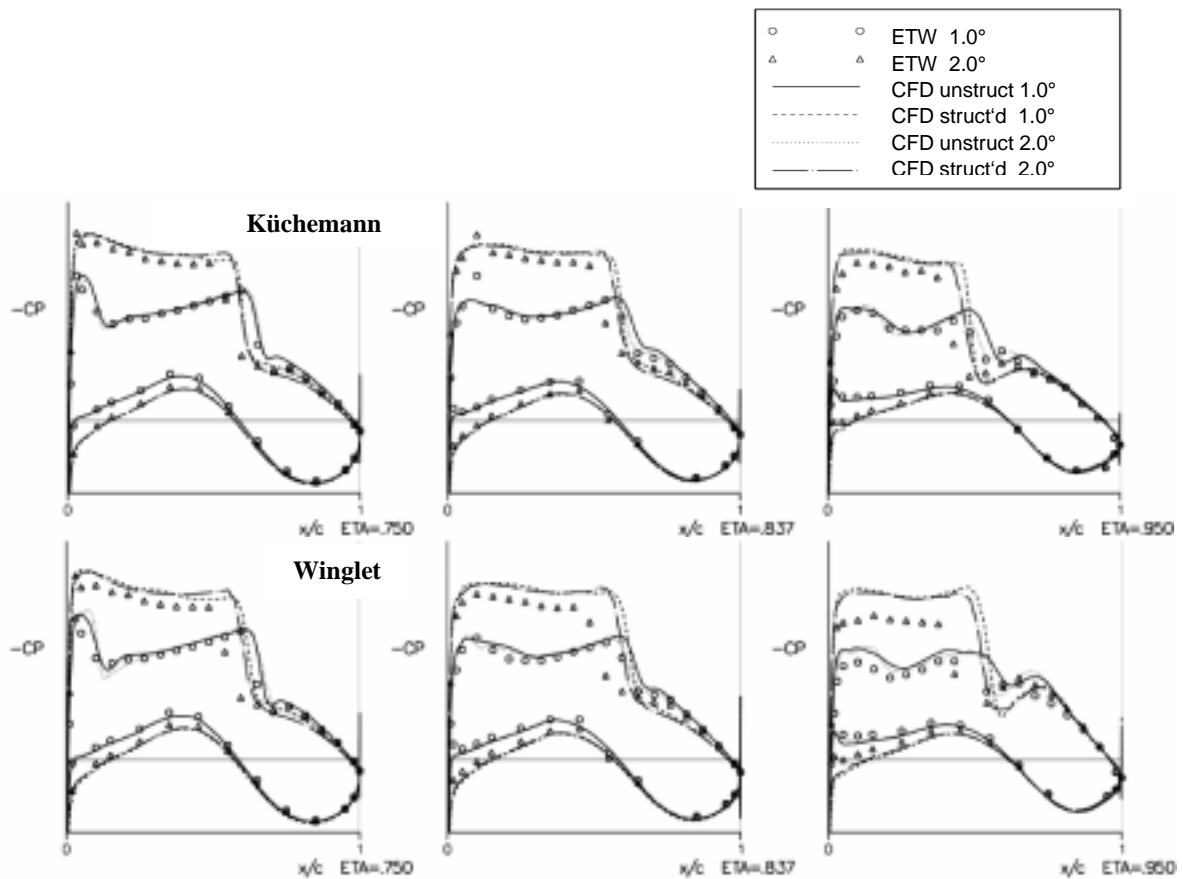 ETW 1.0°
ETW 2.0°
CFD unstruct 1.0°
CFD struct'd 1.0°
CFD unstruct 2.0°
CFD struct'd 2.0°
Küchemann
−CP
−CP
−CP
0 1
0 1
0 1
x/c ETA=.750
x/c ETA=.837
x/c ETA=.950
Winglet
−CP
−CP
−CP
0 1
0 1
0 1
x/c ETA=.750
x/c ETA=.837
x/c ETA=.950